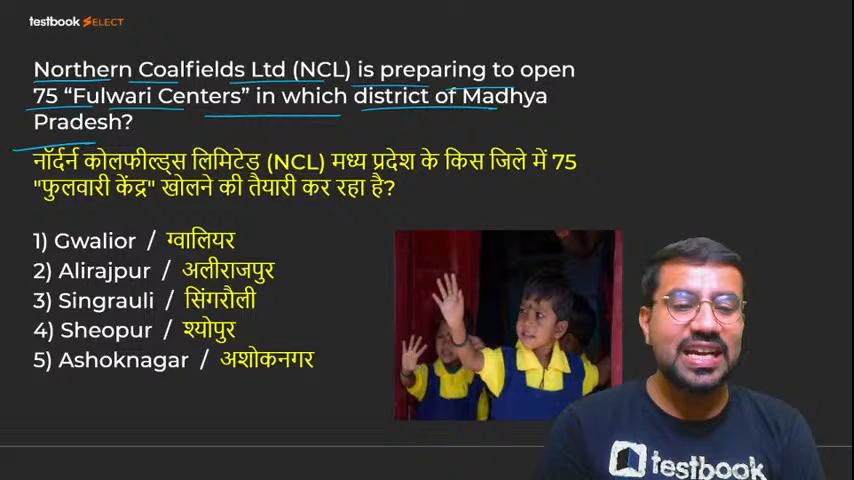 testbook SELECT
Northern Coalfields Ltd (NCL) is preparing to open
75 “Fulwari Centers” in which district of Madhya
Pradesh?
नॉर्दर्न कोलफील्ड्स लिमिटेड (NCL) मध्य प्रदेश के किस जिले में 75
"फुलवारी केंद्र" खोलने की तैयारी कर रहा है?
1) Gwalior / ग्वालियर
2) Alirajpur / अलीराजपुर
3) Singrauli / सिंगरौली
4) Sheopur / श्योपुर
5) Ashoknagar / अशोकनगर
testbook